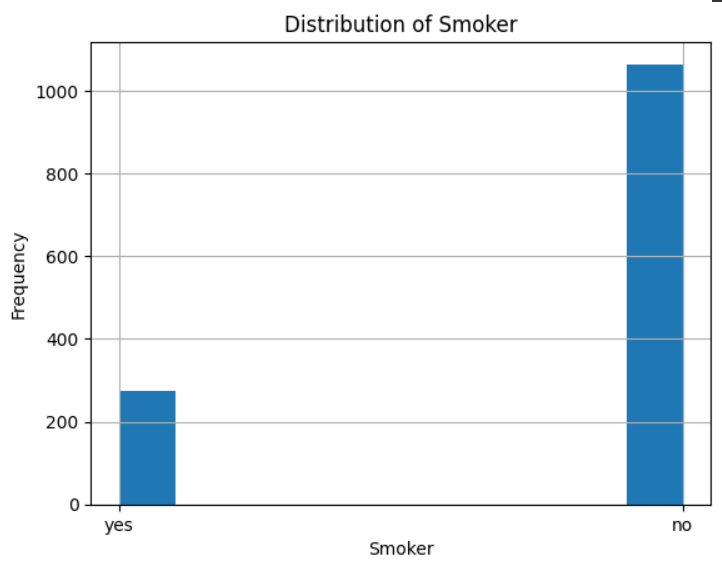 Distribution of Smoker
1000
800
600
400
200
0
Frequency
yes no
Smoker